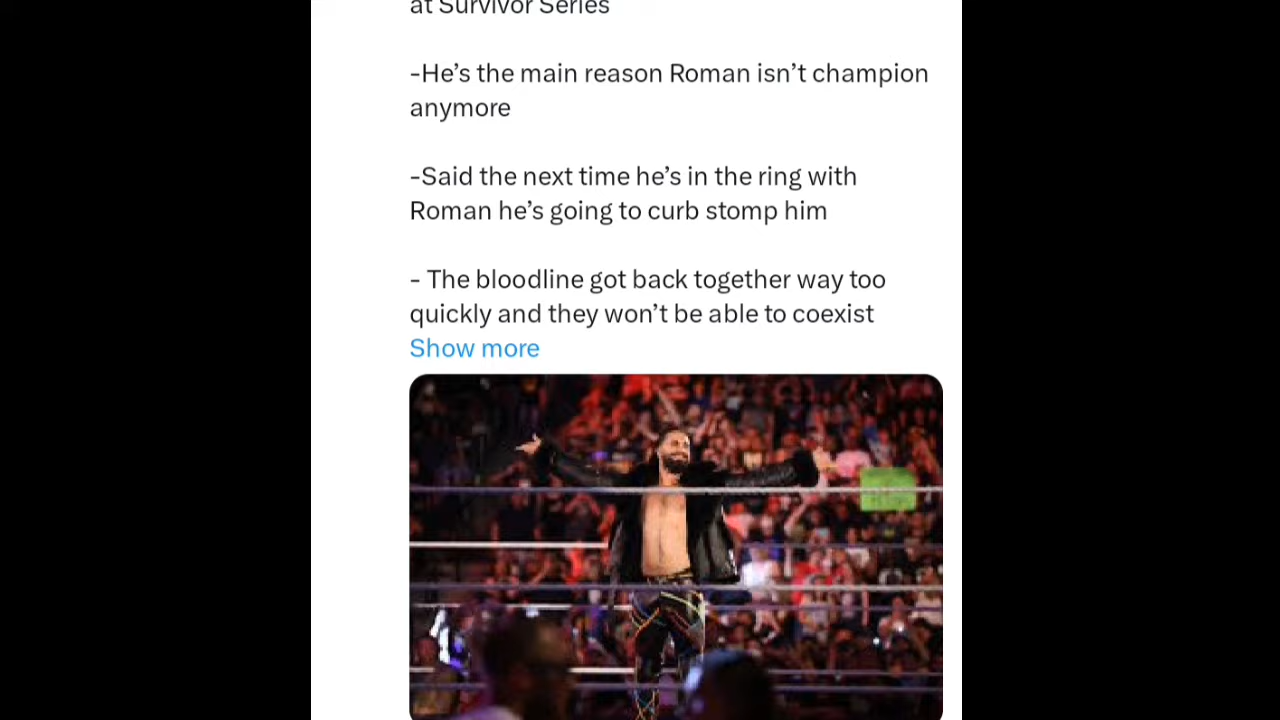 at Survivor Series
-He’s the main reason Roman isn’t champion
anymore
-Said the next time he’s in the ring with
Roman he’s going to curb stomp him
- The bloodline got back together way too
quickly and they won’t be able to coexist
Show more